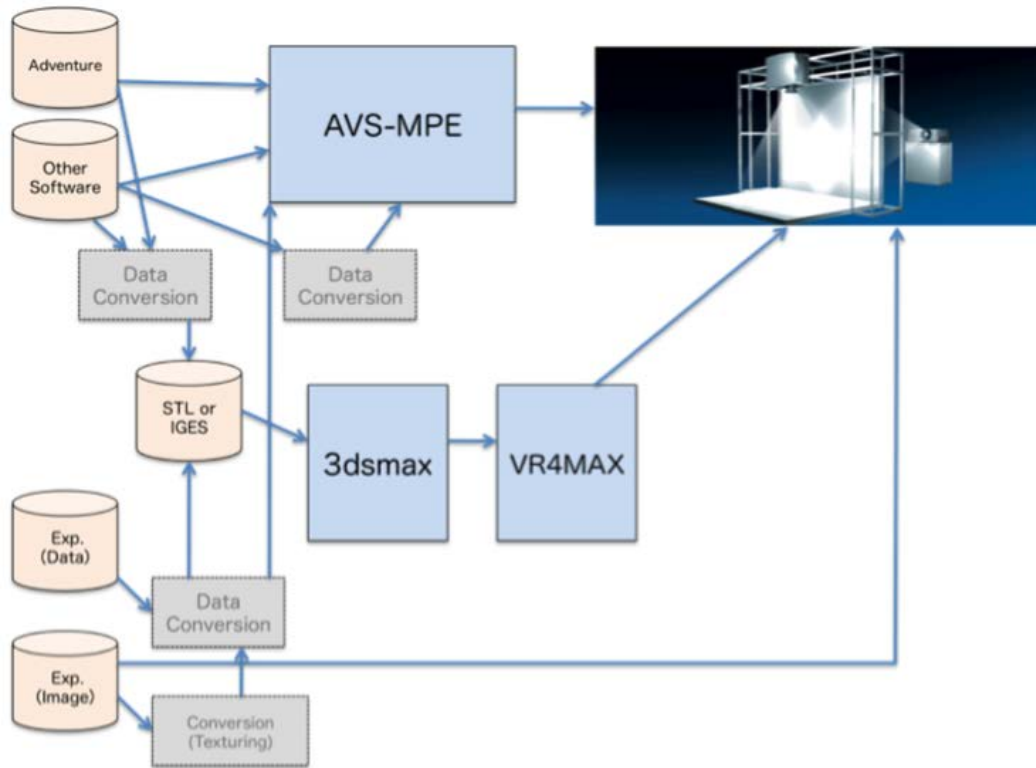 Adventure
AVS-MPE
Other
Software
Data
Conversion
Data
Conversion
STL or
IGES
3dsmax
VR4MAX
Exp.
(Data)
Data
Conversion
Exp.
(Image)
Conversion
(Texturing)